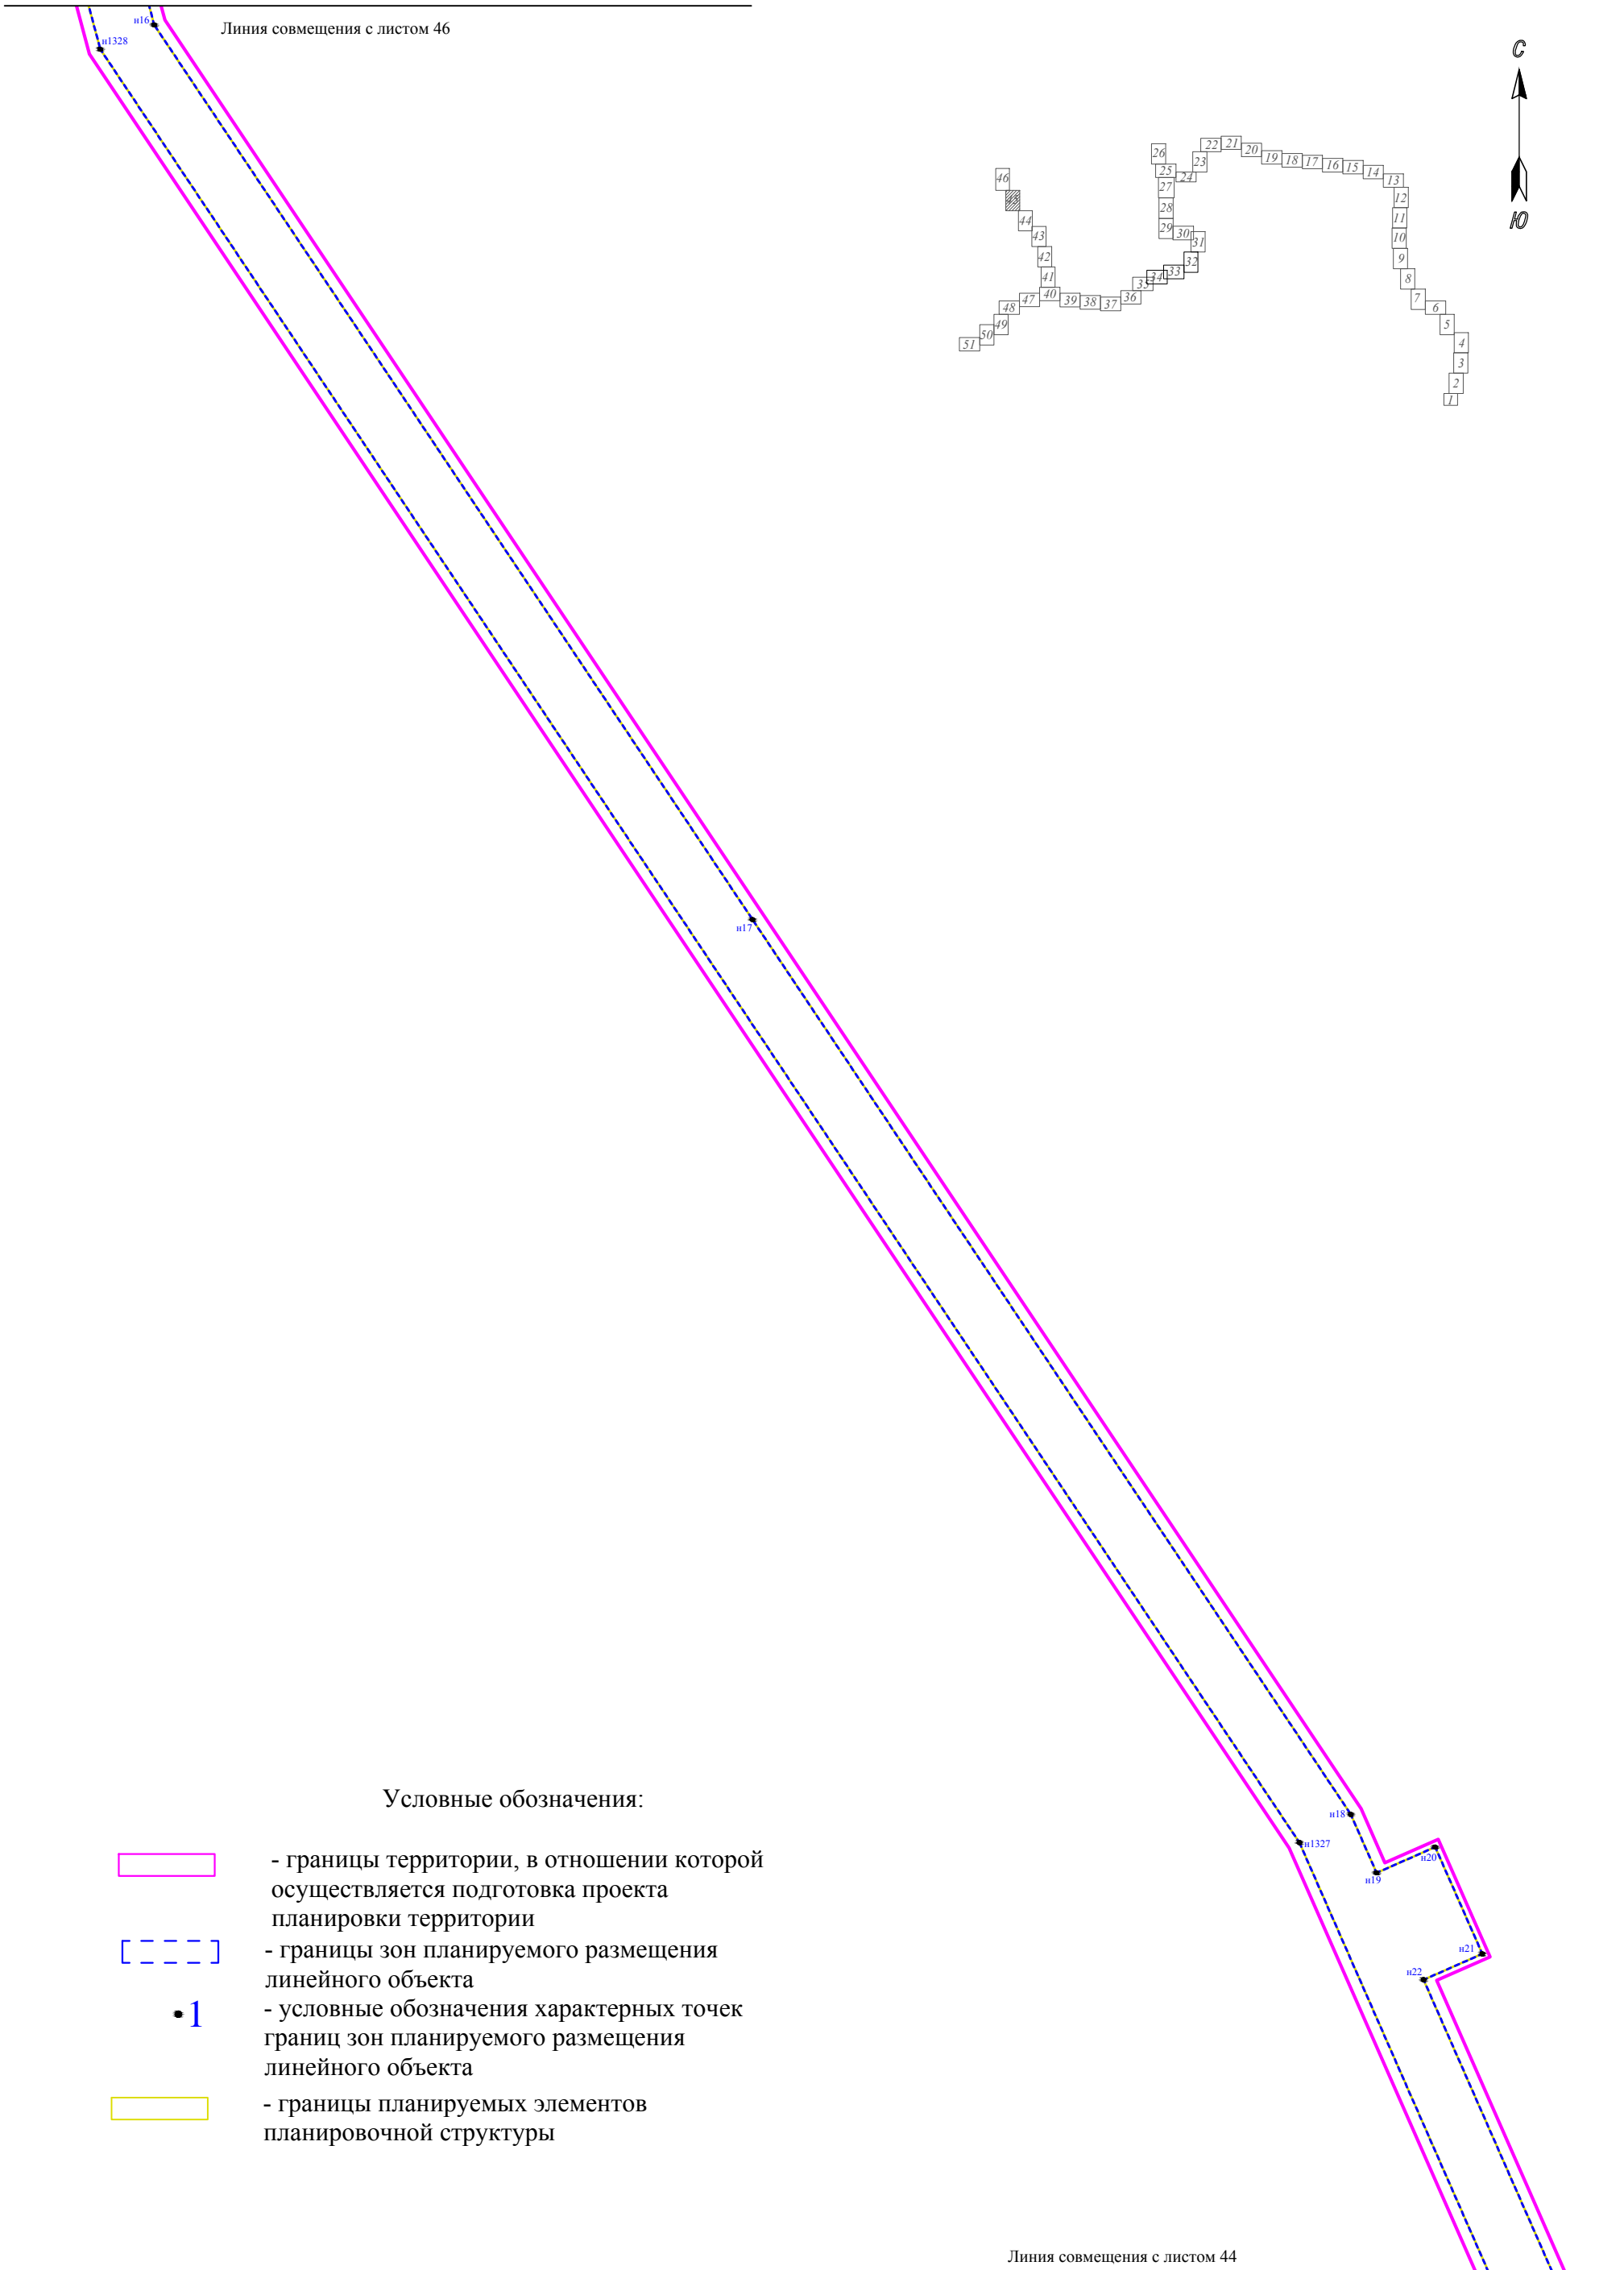 н16
Линия совмещения с листом 46
н1328
С
Ю
26
25
24
23
22
21
20
19
18
17
16
15
14
13
12
11
10
9
8
7
6
5
4
3
2
1
27
28
29
30
31
32
33
34
35
36
37
38
39
40
41
42
43
44
45
46
47
48
49
50
51
н17
н18
н1327
н19
н20
н21
н22
Условные обозначения:
- границы территории, в отношении которой
осуществляется подготовка проекта
планировки территории
- границы зон планируемого размещения
линейного объекта
1
- условные обозначения характерных точек
границ зон планируемого размещения
линейного объекта
- границы планируемых элементов
планировочной структуры
Линия совмещения с листом 44